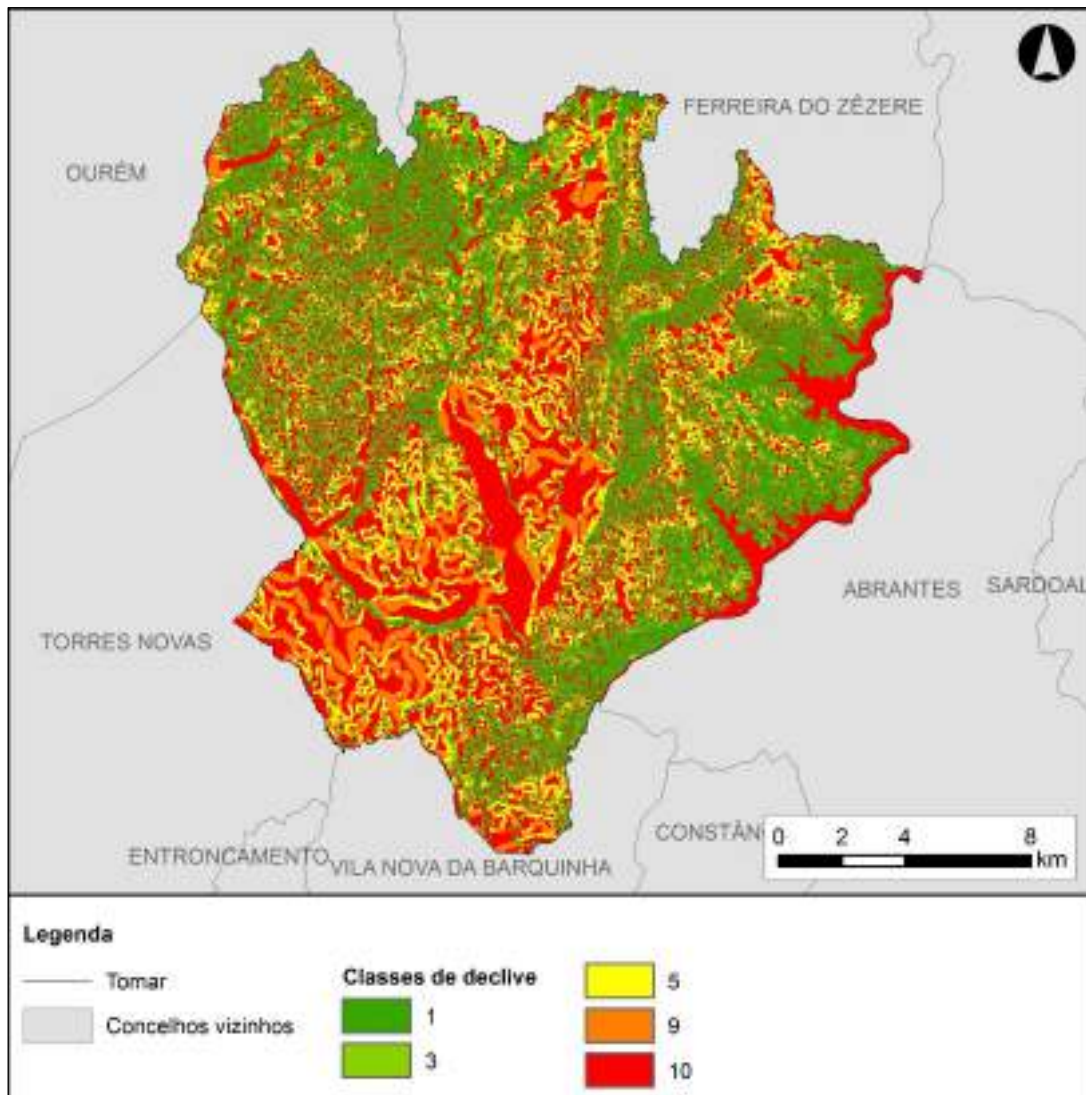 FERREIRA DO ZÊZERE
OURÉM
ABRANTES
SARDOAL
TORRES NOVAS
CONSTÂN
ENTRONCAMENTO
VILA NOVA DA BARQUINHA
0 2 4 8
km
Legenda
Tomar
Concelhos vizinhos
Classes de declive
1
3
5
9
10